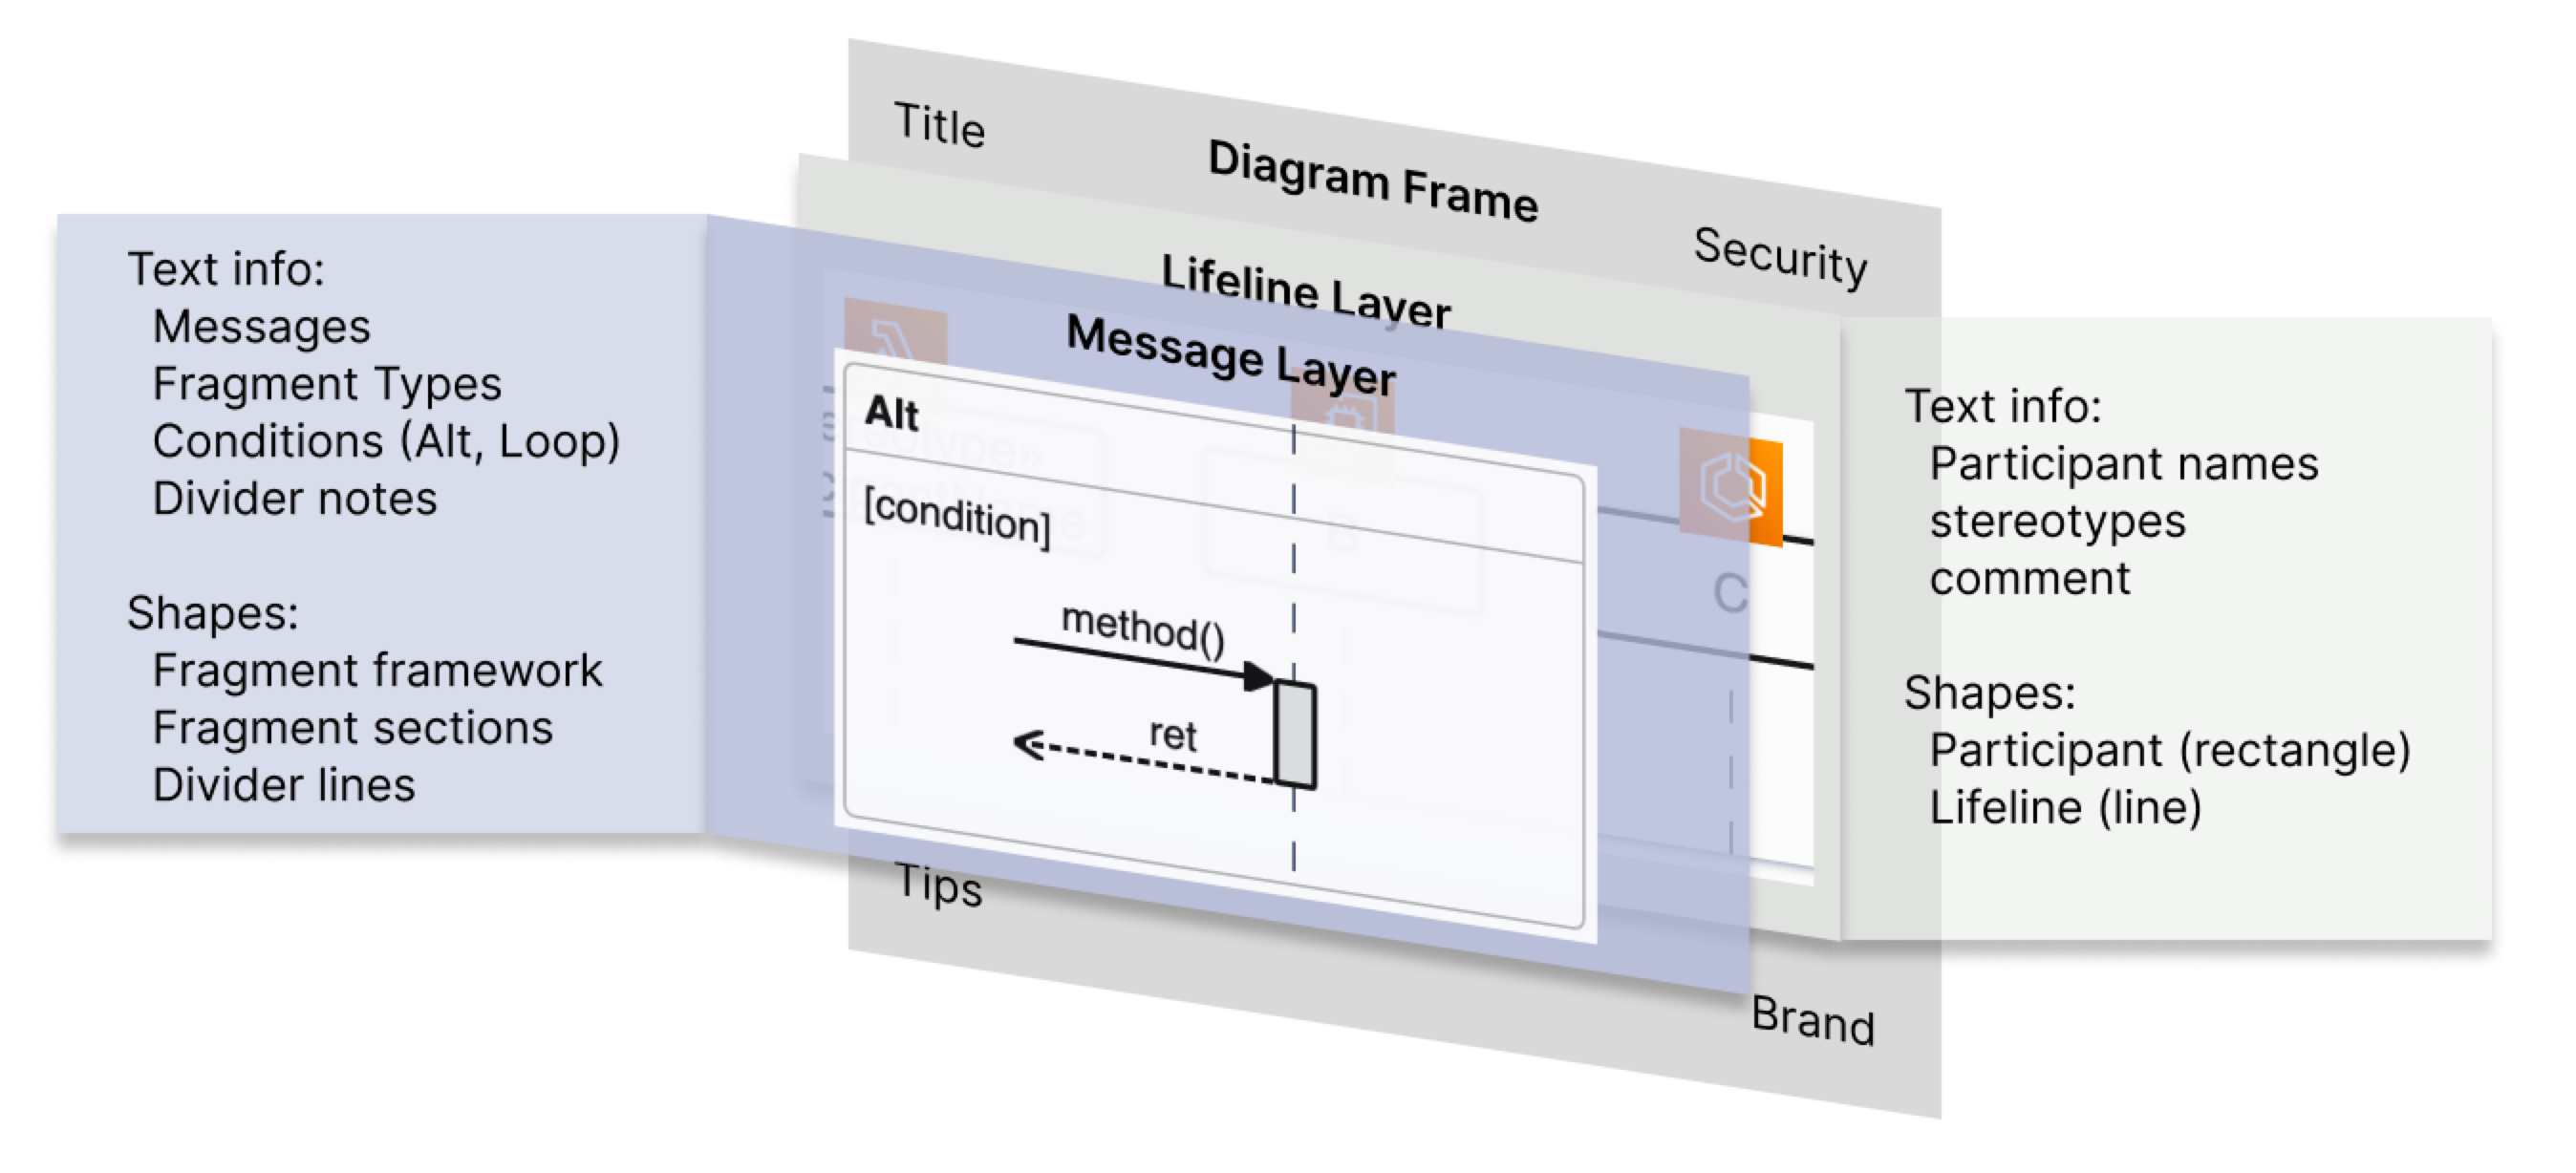 Title
Diagram Frame
Security
Lifeline Layer
Message Layer
Text info:
Messages
Fragment Types
Conditions (Alt, Loop)
Divider notes
Shapes:
Fragment framework
Fragment sections
Divider lines
Alt
[condition]
method()
ret
B
C
Text info:
Participant names
stereotypes
comment
Shapes:
Participant (rectangle)
Lifeline (line)
Tips
Brand